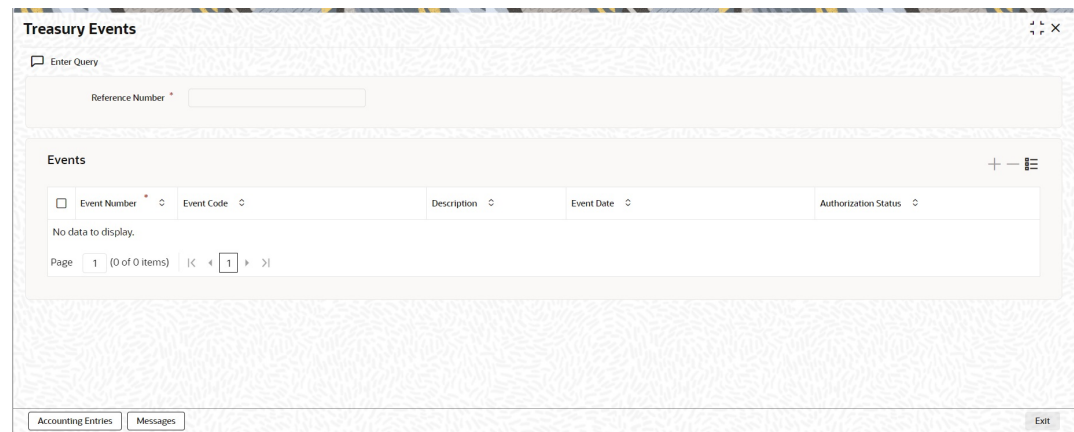 Treasury Events
Enter Query
Reference Number *
Events
Event Number * Event Code Description Event Date Authorization Status
No data to display.
Page 1 (0 of 0 items) 1
Accounting Entries Messages Exit